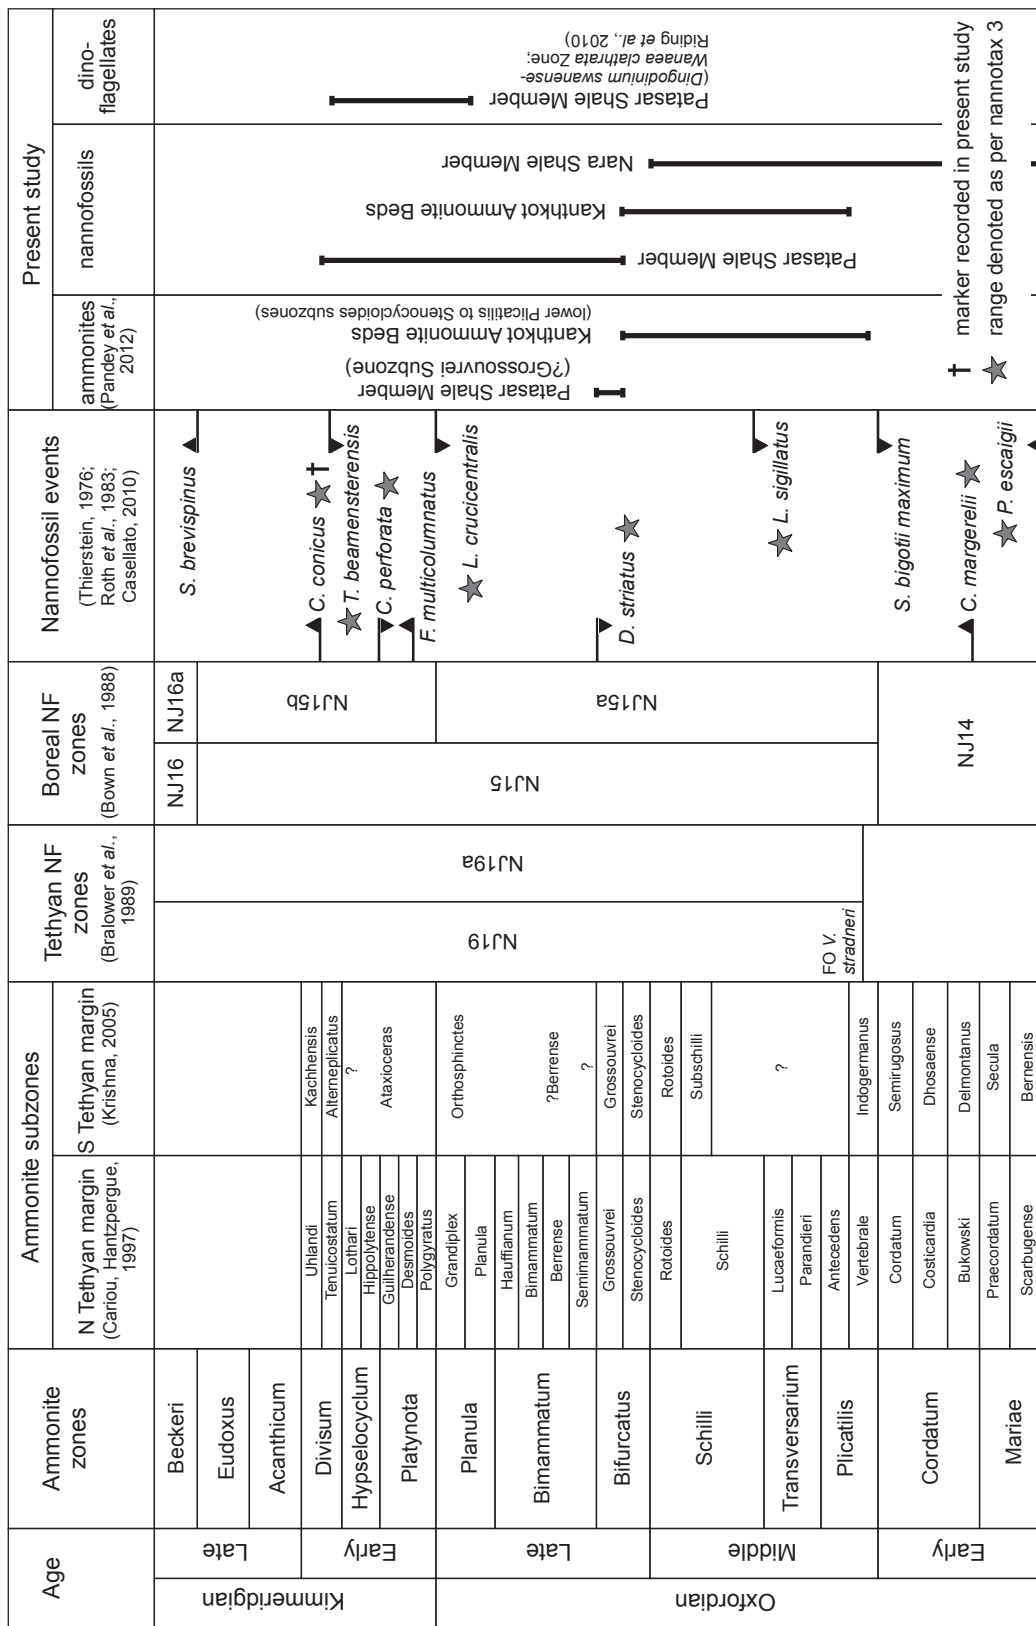 Age
Ammonite
zones
Ammonite subzones
N Tethyan margin
(Cariou, Hantzpergue,
1997)
S Tethyan margin
(Krishna, 2005)
Tethyan NF
zones
(Bralower et al.,
1989)
Boreal NF
zones
(Bown et al., 1988)
Nannofossil events
(Thierstein, 1976;
Roth et al., 1983;
Casellato, 2010)
Present study
ammonites
(Pandey et al.,
2012)
nannofossils
dino-
flagellates
Kimmeridgian
Late
Early
Oxfordian
Late
Middle
Early
Beckeri
Eudoxus
Acanthicum
Divisum
Hypselocyclum
Platynota
Planula
Bimammatum
Bifurcatus
Schilli
Transversarium
Plicatilis
Cordatum
Mariae
Uhlandi
Tenuicostatum
Lothari
Hippolytense
Guilherandense
Desmoides
Polygyratus
Grandiplex
Planula
Hauffianum
Bimammatum
Berrense
Semimammatum
Grossouvrei
Stenocycloides
Rotoides
Schilli
Lucaeformis
Parandieri
Antecedens
Vertebrale
Cordatum
Costicardia
Bukowski
Praecordatum
Scarbugense
Kachhensis
Alterneplicatus
?
Ataxioceras
Orthosphinctes
?Berrense
?
Grossouvrei
Stenocycloides
Rotoides
Subschilli
?
Indogermanus
Semirugosus
Dhosaense
Delmontanus
Secula
Bernensis
NJ19
FO V.
stradneri
NJ19a
NJ16
NJ16a
NJ15
NJ15b
NJ15a
NJ14
S. brevispinus
C. conicus
T. beamensterensis
C. perforata
F. multicolumnatus
L. crucicentralis
D. striatus
L. sigillatus
S. bigotii maximum
C. margerelii
P. escaigii
Patasar Shale Member
(?Grossouvrei Subzone)
Kanthkot Ammonite Beds
(lower Plicatilis to Stenocycloides subzones)
Patasar Shale Member
Kanthkot Ammonite Beds
Nara Shale Member
Patasar Shale Member
(Dingodinium swanense-
Wanaea clathrata Zone;
Riding et al., 2010)
† marker recorded in present study
range denoted as per nannotax 3